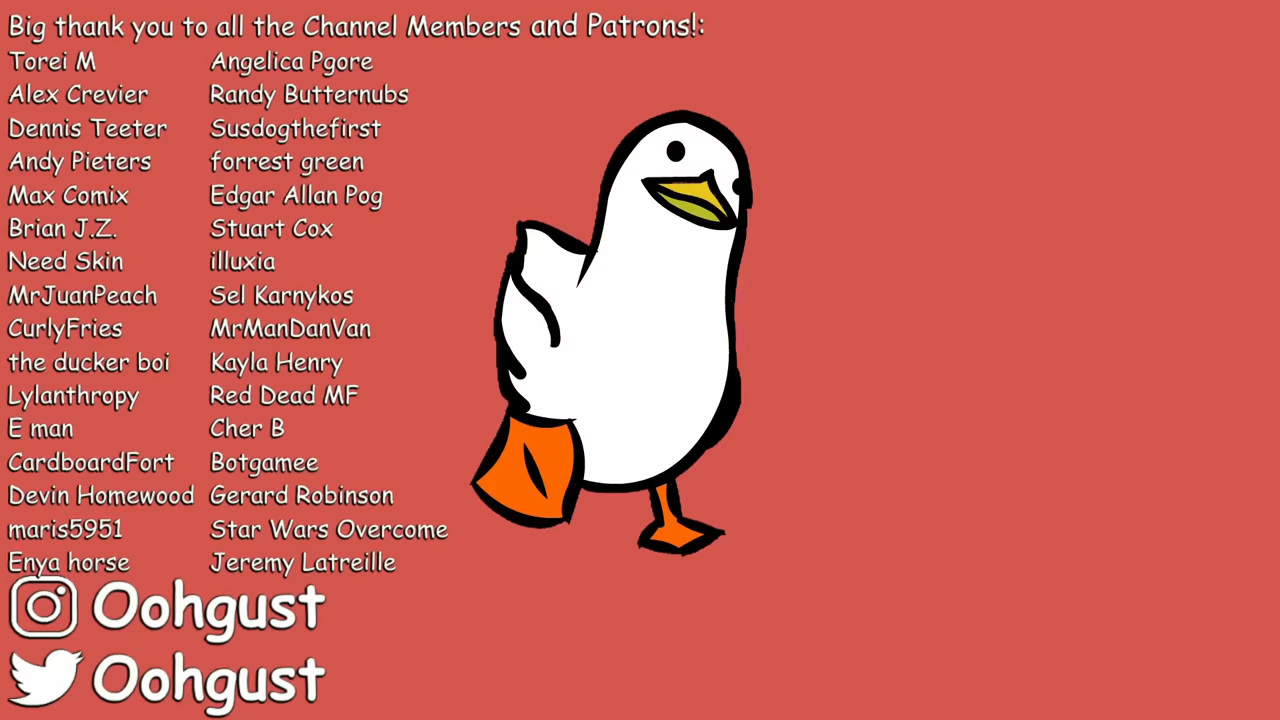 Big thank you to all the Channel Members and Patrons!:
Torei M
Alex Crevier
Dennis Teeter
Andy Pieters
Max Comix
Brian J.Z.
Need Skin
MrJuanPeach
CurlyFries
the ducker boi
Lylanthropy
E man
CardboardFort
Devin Homewood
maris5951
Enya horse
Angelica Pgore
Randy Butternubs
Susdogthefirst
forrest green
Edgar Allan Pog
Stuart Cox
illuxia
Sel Karnykos
MrManDanVan
Kayla Henry
Red Dead MF
Cher B
Botgamee
Gerard Robinson
Star Wars Overcome
Jeremy Latreille
Oohgust
Oohgust